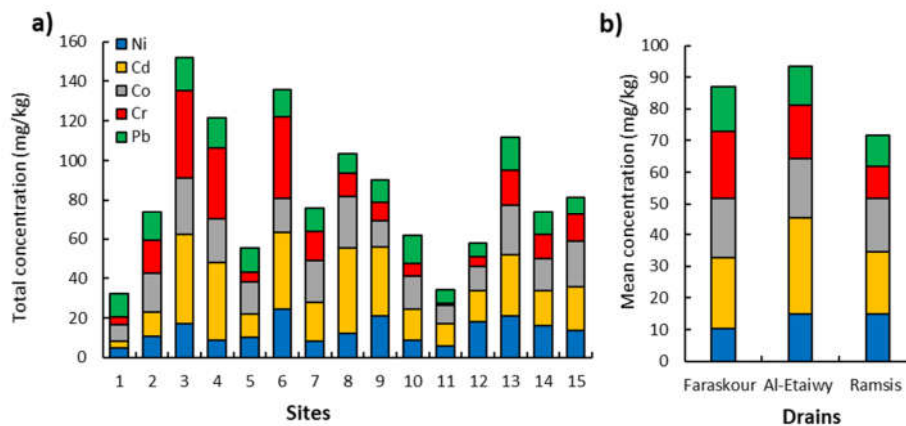 a)
Total concentration (mg/kg)
160
140
120
100
80
60
40
20
0
Ni
Cd
Co
Cr
Pb
1 2 3 4 5 6 7 8 9 10 11 12 13 14 15
Sites
b)
Mean concentration (mg/kg)
100
90
80
70
60
50
40
30
20
10
0
Faraskour Al-Etaiwy Ramsis
Drains